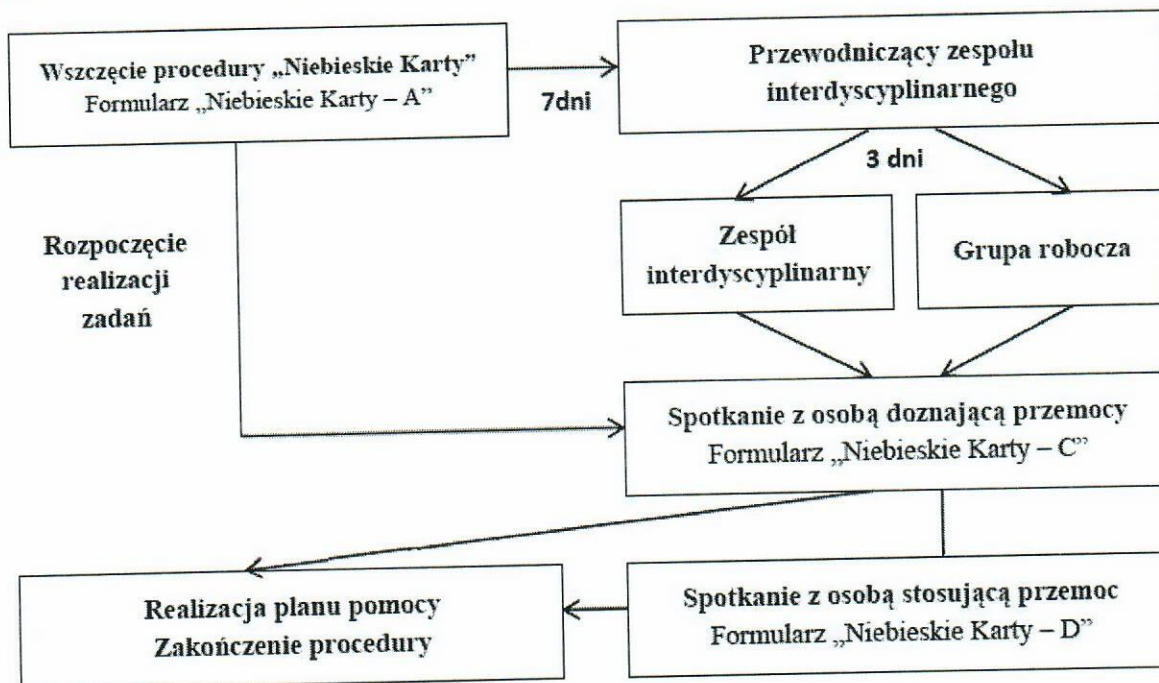 Wszczęcie procedury „Niebieskie Karty”
Formularz „Niebieskie Karty – A”
7dni
Przewodniczący zespołu
interdyscyplinarnego
3 dni
Rozpoczęcie
realizacji
zadań
Zespół
interdyscyplinarny
Grupa robocza
Spotkanie z osobą doznającą przemocy
Formularz „Niebieskie Karty – C”
Realizacja planu pomocy
Zakończenie procedury
Spotkanie z osobą stosującą przemoc
Formularz „Niebieskie Karty – D”